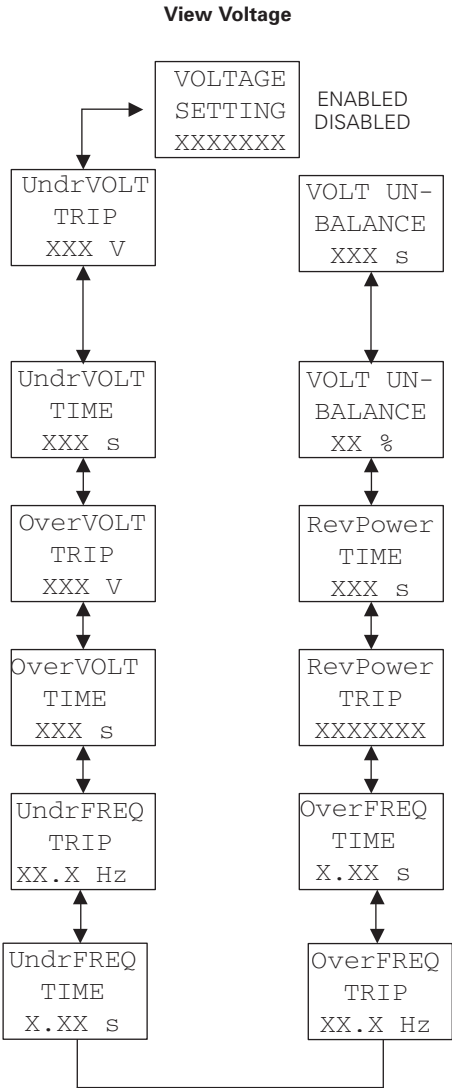 View Voltage
VOLTAGE
SETTING
XXXXXXX
ENABLED
DISABLED
UndrVOLT
TRIP
XXX V
UndrVOLT
TIME
XXX s
OverVOLT
TRIP
XXX V
OverVOLT
TIME
XXX s
UndrFREQ
TRIP
XX.X Hz
UndrFREQ
TIME
X.XX s
VOLT UN-
BALANCE
XXX s
VOLT UN-
BALANCE
XX %
RevPower
TIME
XXX s
RevPower
TRIP
XXXXXXX
OverFREQ
TIME
X.XX s
OverFREQ
TRIP
XX.X Hz